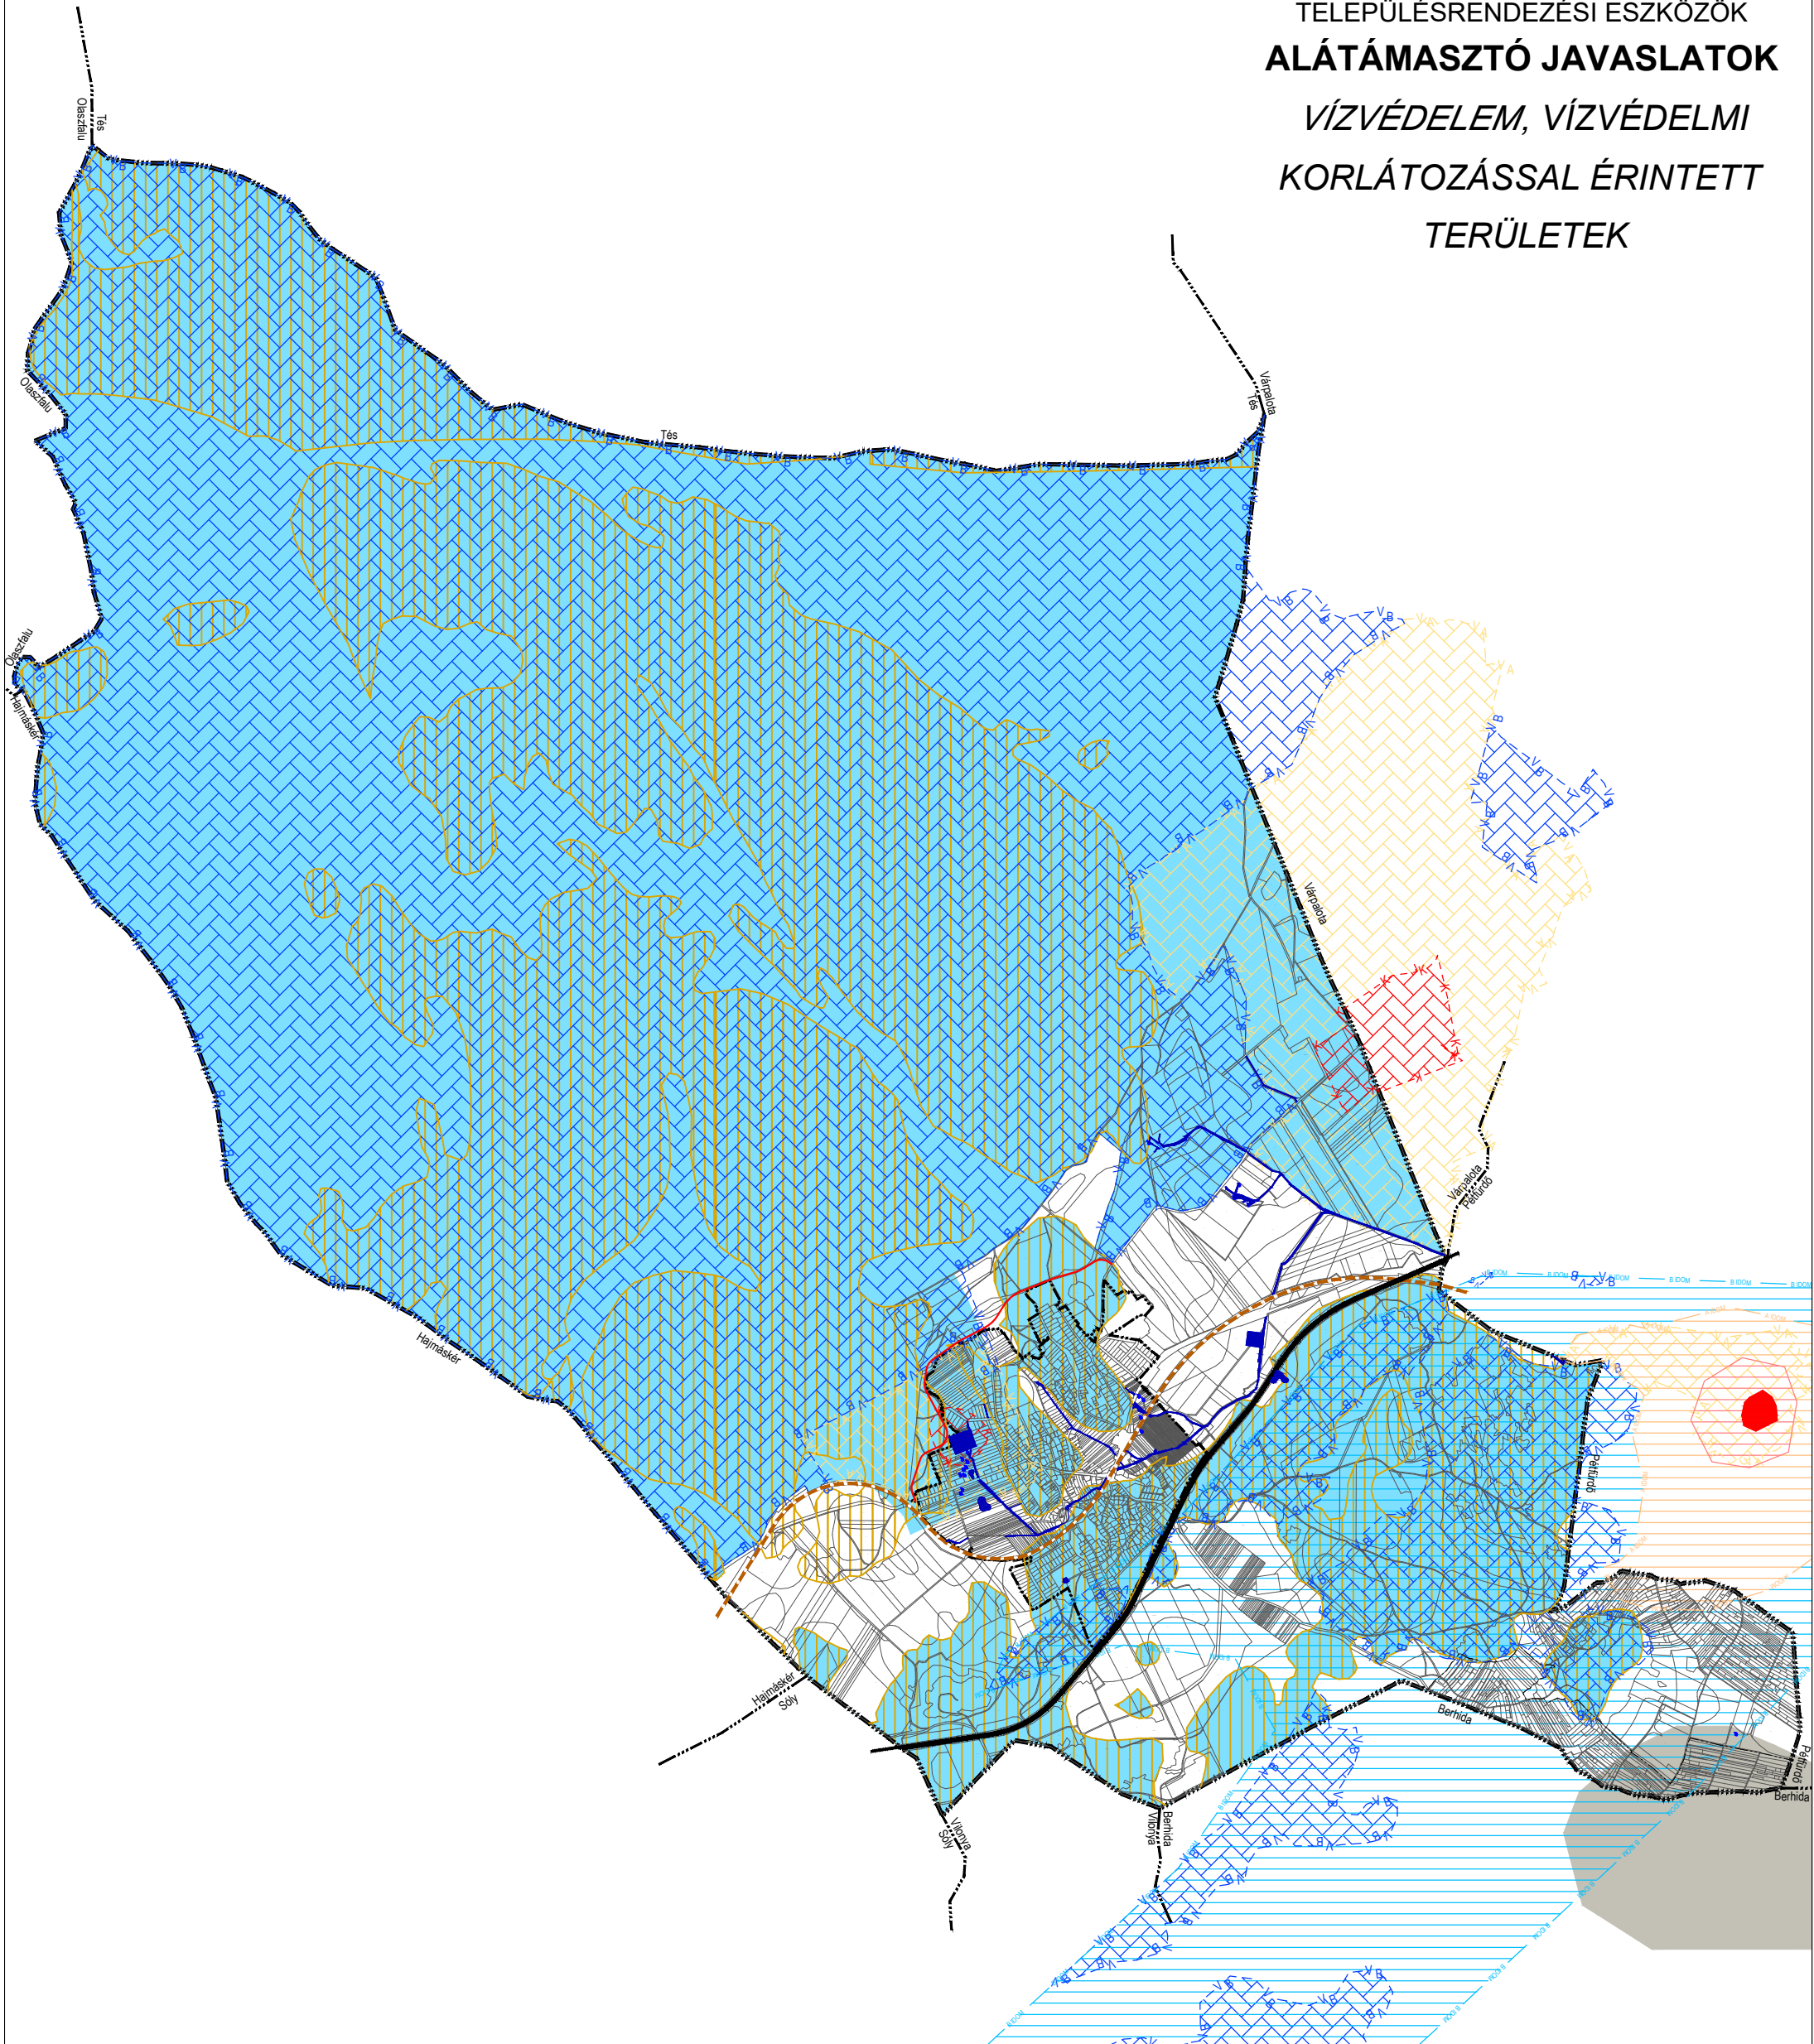 TELEPÜLÉSRENDEZÉSI ESZKÖZÖK
ALÁTÁMASZTÓ JAVASLATOK
VÍZVÉDELEM, VÍZVÉDELMI
KORLÁTOZÁSSAL ÉRINTETT
TERÜLETEK
Tés
Olaszfalu
Várpalota
Tés
Olaszfalu
Tés
Olaszfalu
Hajmáskér
Várpalota
Várpalota
Pétfürdő
Hajmáskér
Pétfürdő
Hajmáskér
Sóly
Berhida
Pétfürdő
Berhida
Vilonya
Sóly
Berhida
Vilonya